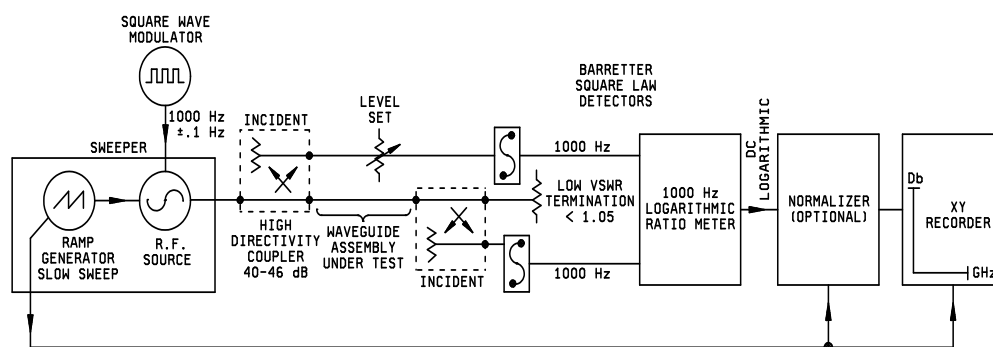 SQUARE WAVE
MODULATOR
1000 Hz
±.1 Hz
SWEEPER
RAMP
GENERATOR
SLOW SWEEP
R.F.
SOURCE
INCIDENT
HIGH
DIRECTIVITY
COUPLER
40-46 dB
LEVEL
SET
WAVEGUIDE
ASSEMBLY
UNDER TEST
INCIDENT
BARRETTER
SQUARE LAW
DETECTORS
1000 Hz
LOW VSWR
TERMINATION
< 1.05
1000 Hz
1000 Hz
LOGARITHMIC
RATIO METER
DC
LOGARITHMIC
NORMALIZER
(OPTIONAL)
Db
XY
RECORDER
GHz